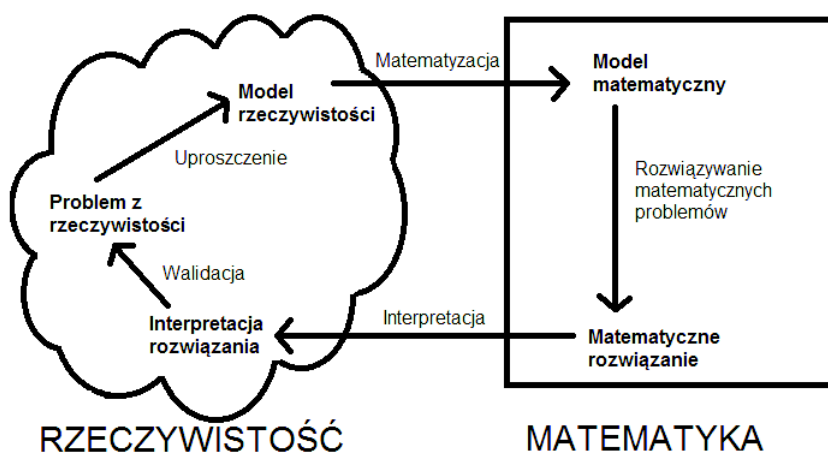 Matematyzacja
Model
rzeczywistości
Model
matematyczny
Uproszczenie
Rozwiązywanie
matematycznych
problemów
Problem z
rzeczywistości
Walidacja
Interpretacja
rozwiązania
Interpretacja
Matematyczne
rozwiązanie
RZECZYWISTOŚĆ
MATEMATYKA